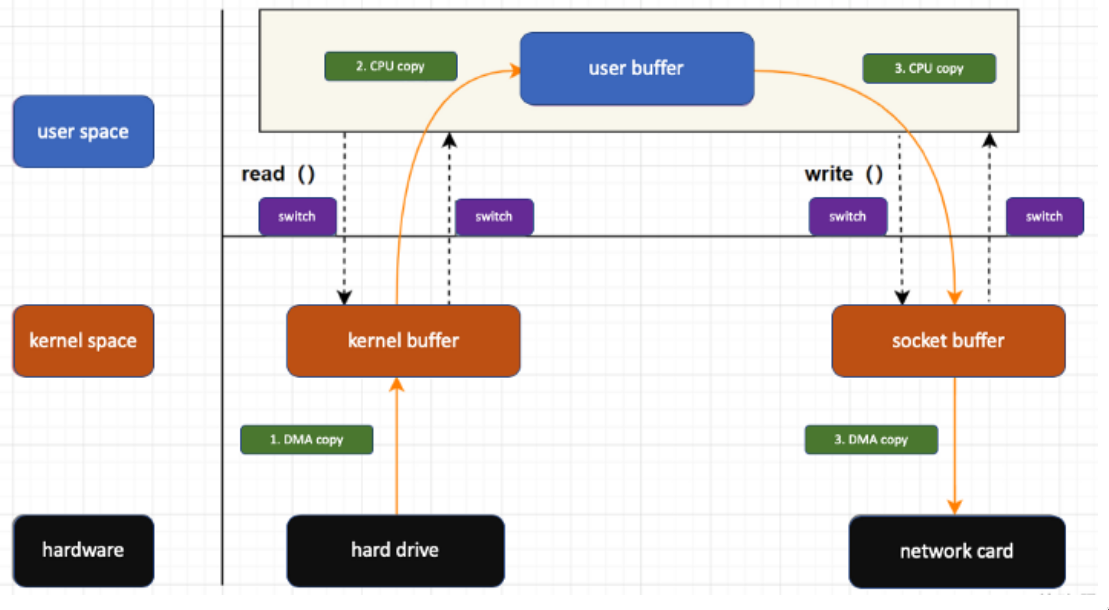 2. CPU copy
user buffer
3. CPU copy
user space
read ()
write ()
switch
switch
switch
switch
kernel space
kernel buffer
socket buffer
1. DMA copy
3. DMA copy
hardware
hard drive
network card